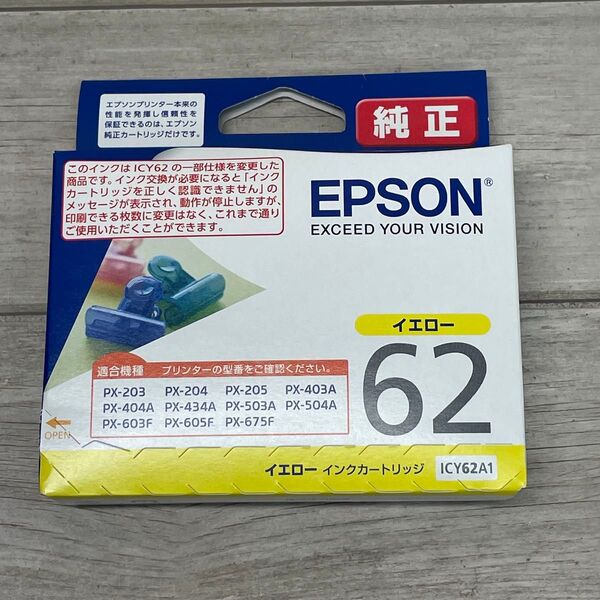 エプソンプリンター本来の
性能を発揮し信頼性を
保証できるのは、エプソン
純正カートリッジだけです。
純正
このインクはICY62の一部仕様を変更した
商品です。インク交換が必要になると「インク
カートリッジを正しく認識できません」の
メッセージが表示され、動作が停止しますが、
印刷できる枚数に変更はなく、これまで通り
ご使用いただくことができます。
EPSON®
EXCEED YOUR VISION
イエロー
62
適合機種 プリンターの型番をご確認ください。
PX-203 PX-204 PX-205 PX-403A
PX-404A PX-434A PX-503A PX-504A
PX-603F PX-605F PX-675F
OPEN
イエロー インクカートリッジ ICY62A1